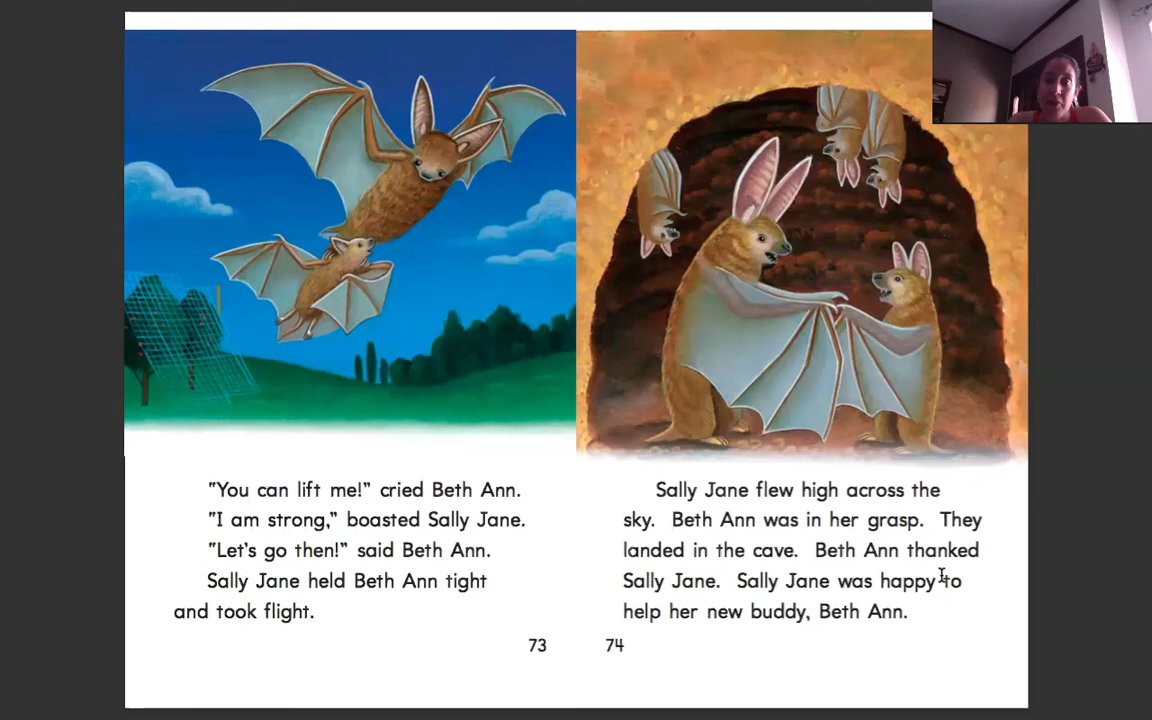 "You can lift me!" cried Beth Ann.
"I am strong," boasted Sally Jane.
"Let's go then!" said Beth Ann.
Sally Jane held Beth Ann tight
and took flight.
73
Sally Jane flew high across the
sky. Beth Ann was in her grasp. They
landed in the cave. Beth Ann thanked
Sally Jane. Sally Jane was happy to
help her new buddy, Beth Ann.
74